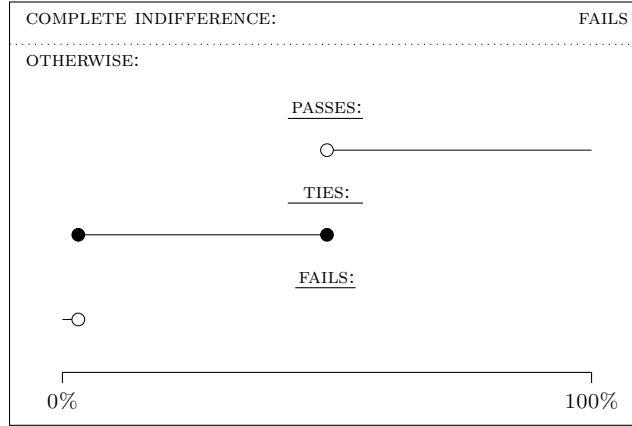 COMPLETE INDIFFERENCE: FAILS
OTHERWISE:
PASSES:
TIES:
FAILS:
0% 100%